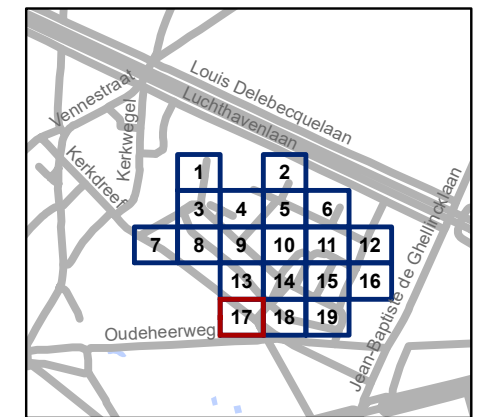 Louis Delebecquelaan
Luchthavenlaan
Vennestraat
Kerkwegel
Kerkdreef
1 2
3 4 5 6
7 8 9 10 11 12
13 14 15 16
17 18 19
Oudeheerweg
Jean-Baptiste de Ghellincklaan